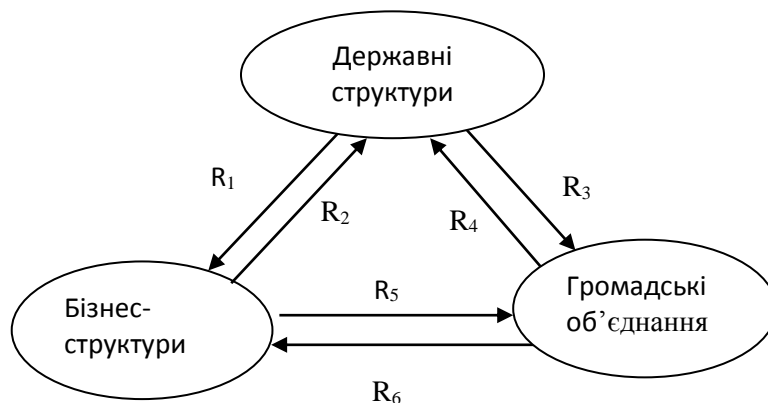 Державні
структури
R₁
R₂
R₄
R₃
Бізнес-
структури
R₅
Громадські
об’єднання
R₆